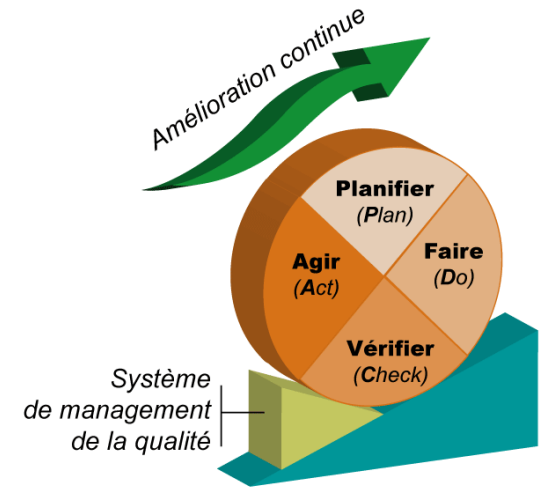 Amélioration continue
Planifier
(Plan)
Faire
(Do)
Agir
(Act)
Vérifier
(Check)
Système
de management
de la qualité